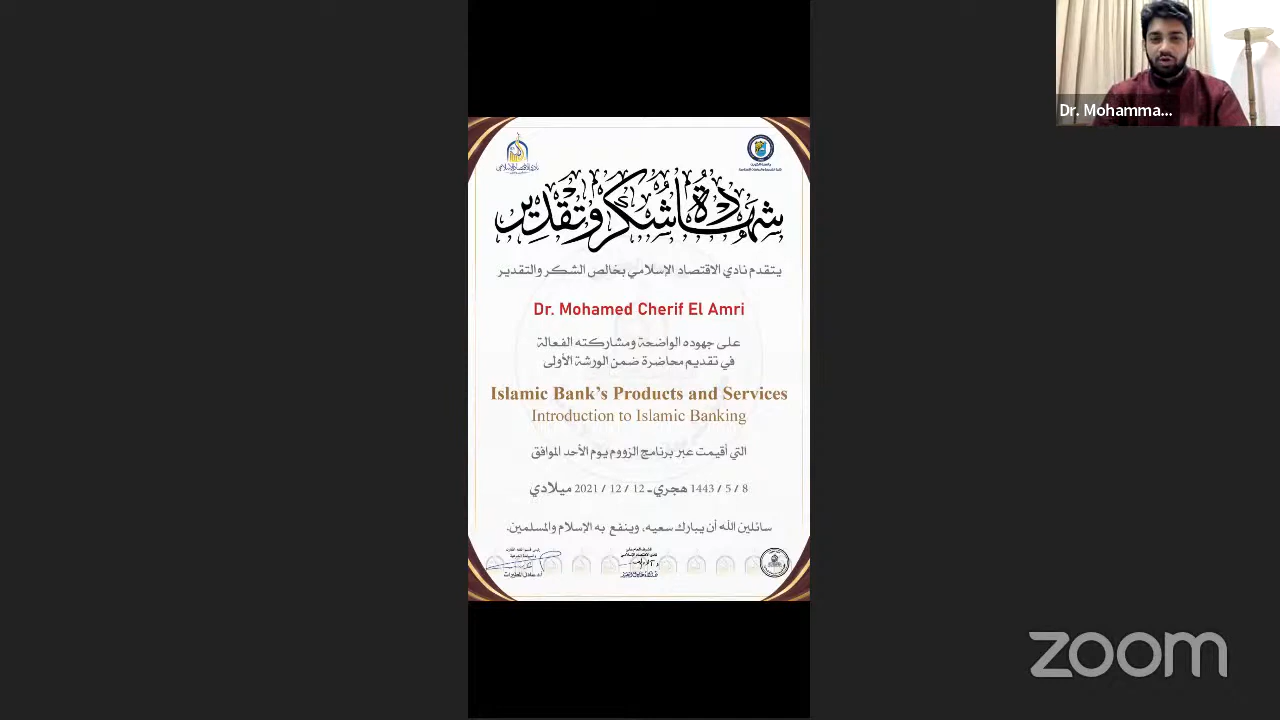 Dr. Mohamma...
نادي الاقتصاد الإسلامي
شهادة شكر وتقدير
يتقدم نادي الاقتصاد الإسلامي بخالص الشكر والتقدير
Dr. Mohamed Cherif El Amri
على جهوده الواضحة ومشاركته الفعالة
في تقديم محاضرة ضمن الورشة الأولى
Islamic Bank's Products and Services
Introduction to Islamic Banking
التي أقيمت عبر برنامج الزووم يوم الأحد الموافق
8 / 5 / 1443 هجري - 12 / 12 / 2021 ميلادي
سائلين الله أن يبارك سعيه، وينفع به الإسلام والمسلمين.
zoom